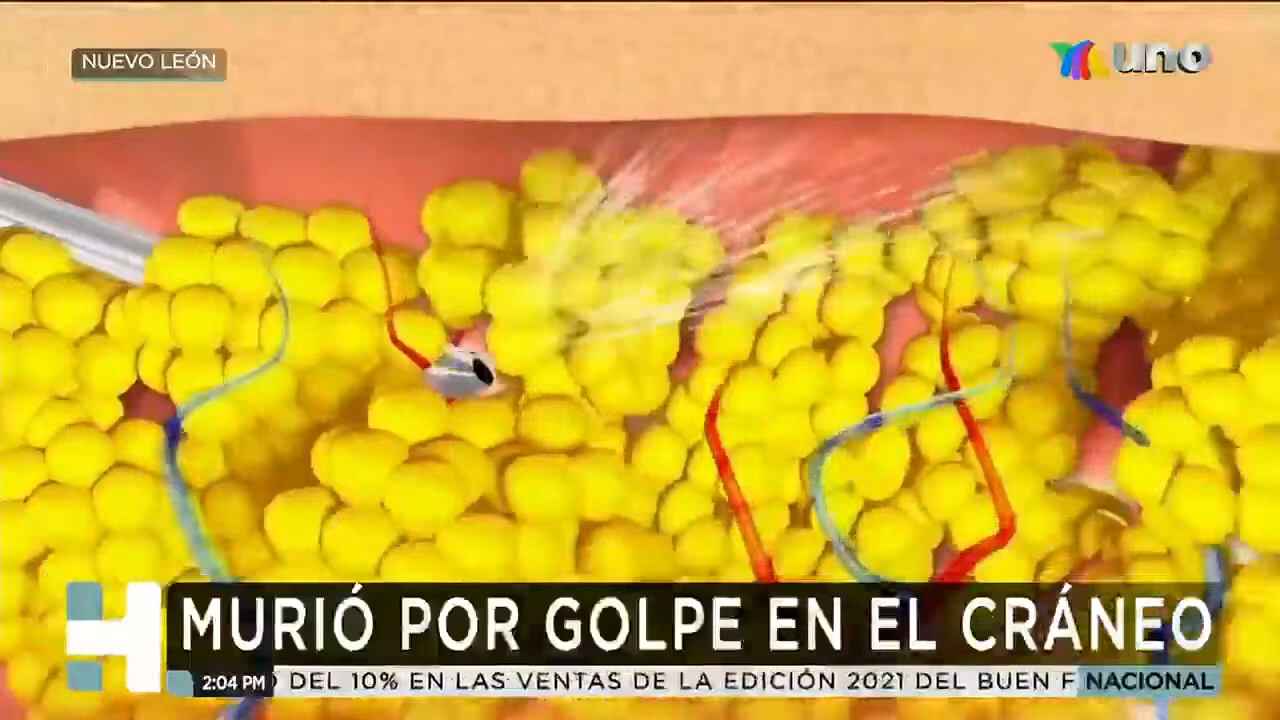 NUEVO LEÓN
uno
MURIÓ POR GOLPE EN EL CRÁNEO
2:04 PM
DEL 10% EN LAS VENTAS DE LA EDICIÓN 2021 DEL BUEN F
NACIONAL